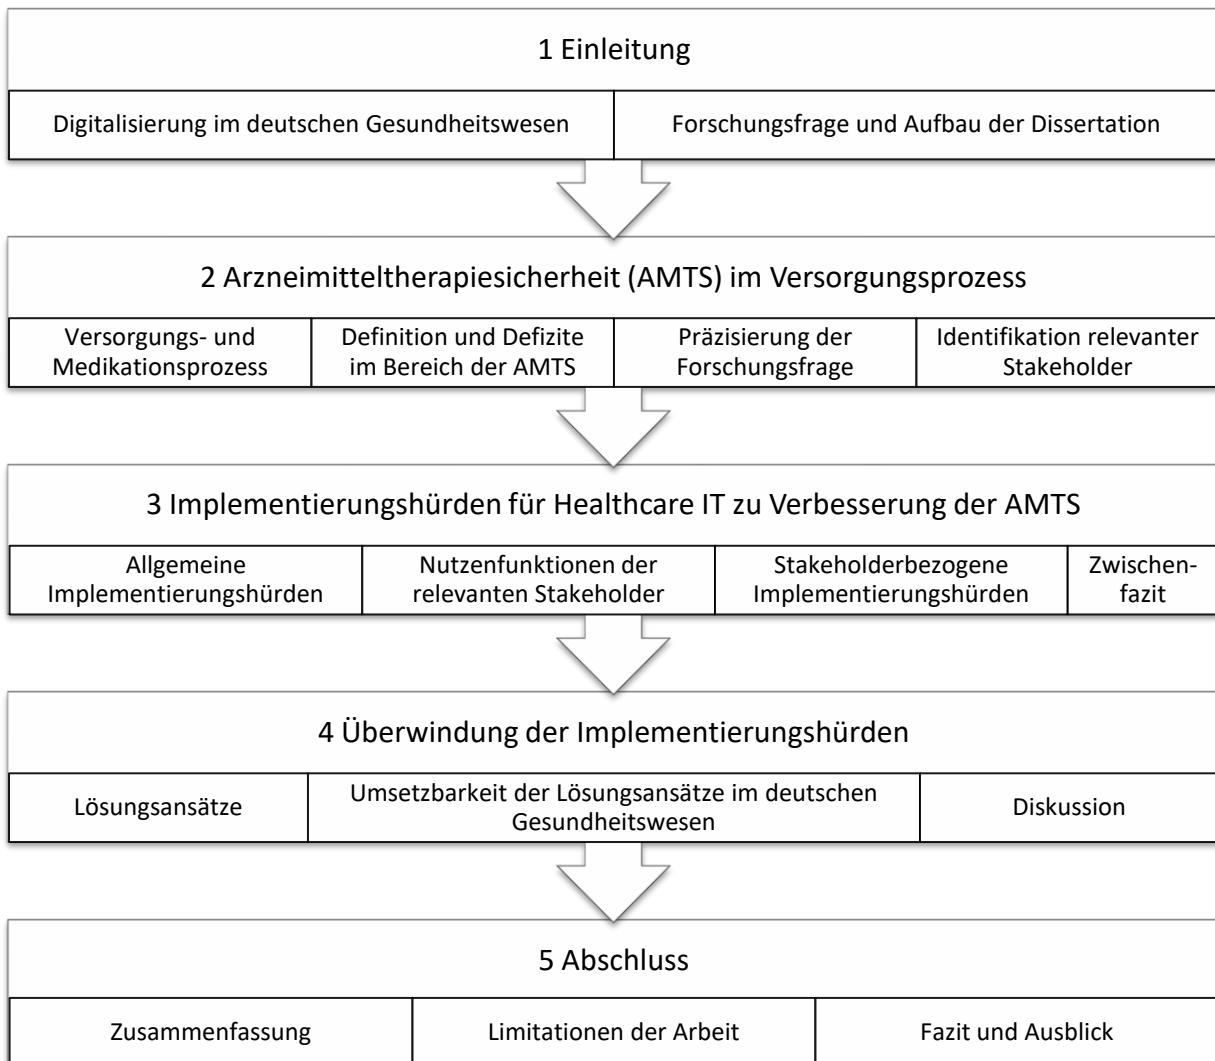 1 Einleitung
Digitalisierung im deutschen Gesundheitswesen
Forschungsfrage und Aufbau der Dissertation
2 Arzneimitteltherapiesicherheit (AMTS) im Versorgungsprozess
Versorgungs- und
Medikationsprozess
Definition und Defizite
im Bereich der AMTS
Präzisierung der
Forschungsfrage
Identifikation relevanter
Stakeholder
3 Implementierungshürden für Healthcare IT zu Verbesserung der AMTS
Allgemeine
Implementierungshürden
Nutzenfunktionen der
relevanten Stakeholder
Stakeholderbezogene
Implementierungshürden
Zwischen-
fazit
4 Überwindung der Implementierungshürden
Lösungsansätze
Umsetzbarkeit der Lösungsansätze im deutschen
Gesundheitswesen
Diskussion
5 Abschluss
Zusammenfassung
Limitationen der Arbeit
Fazit und Ausblick